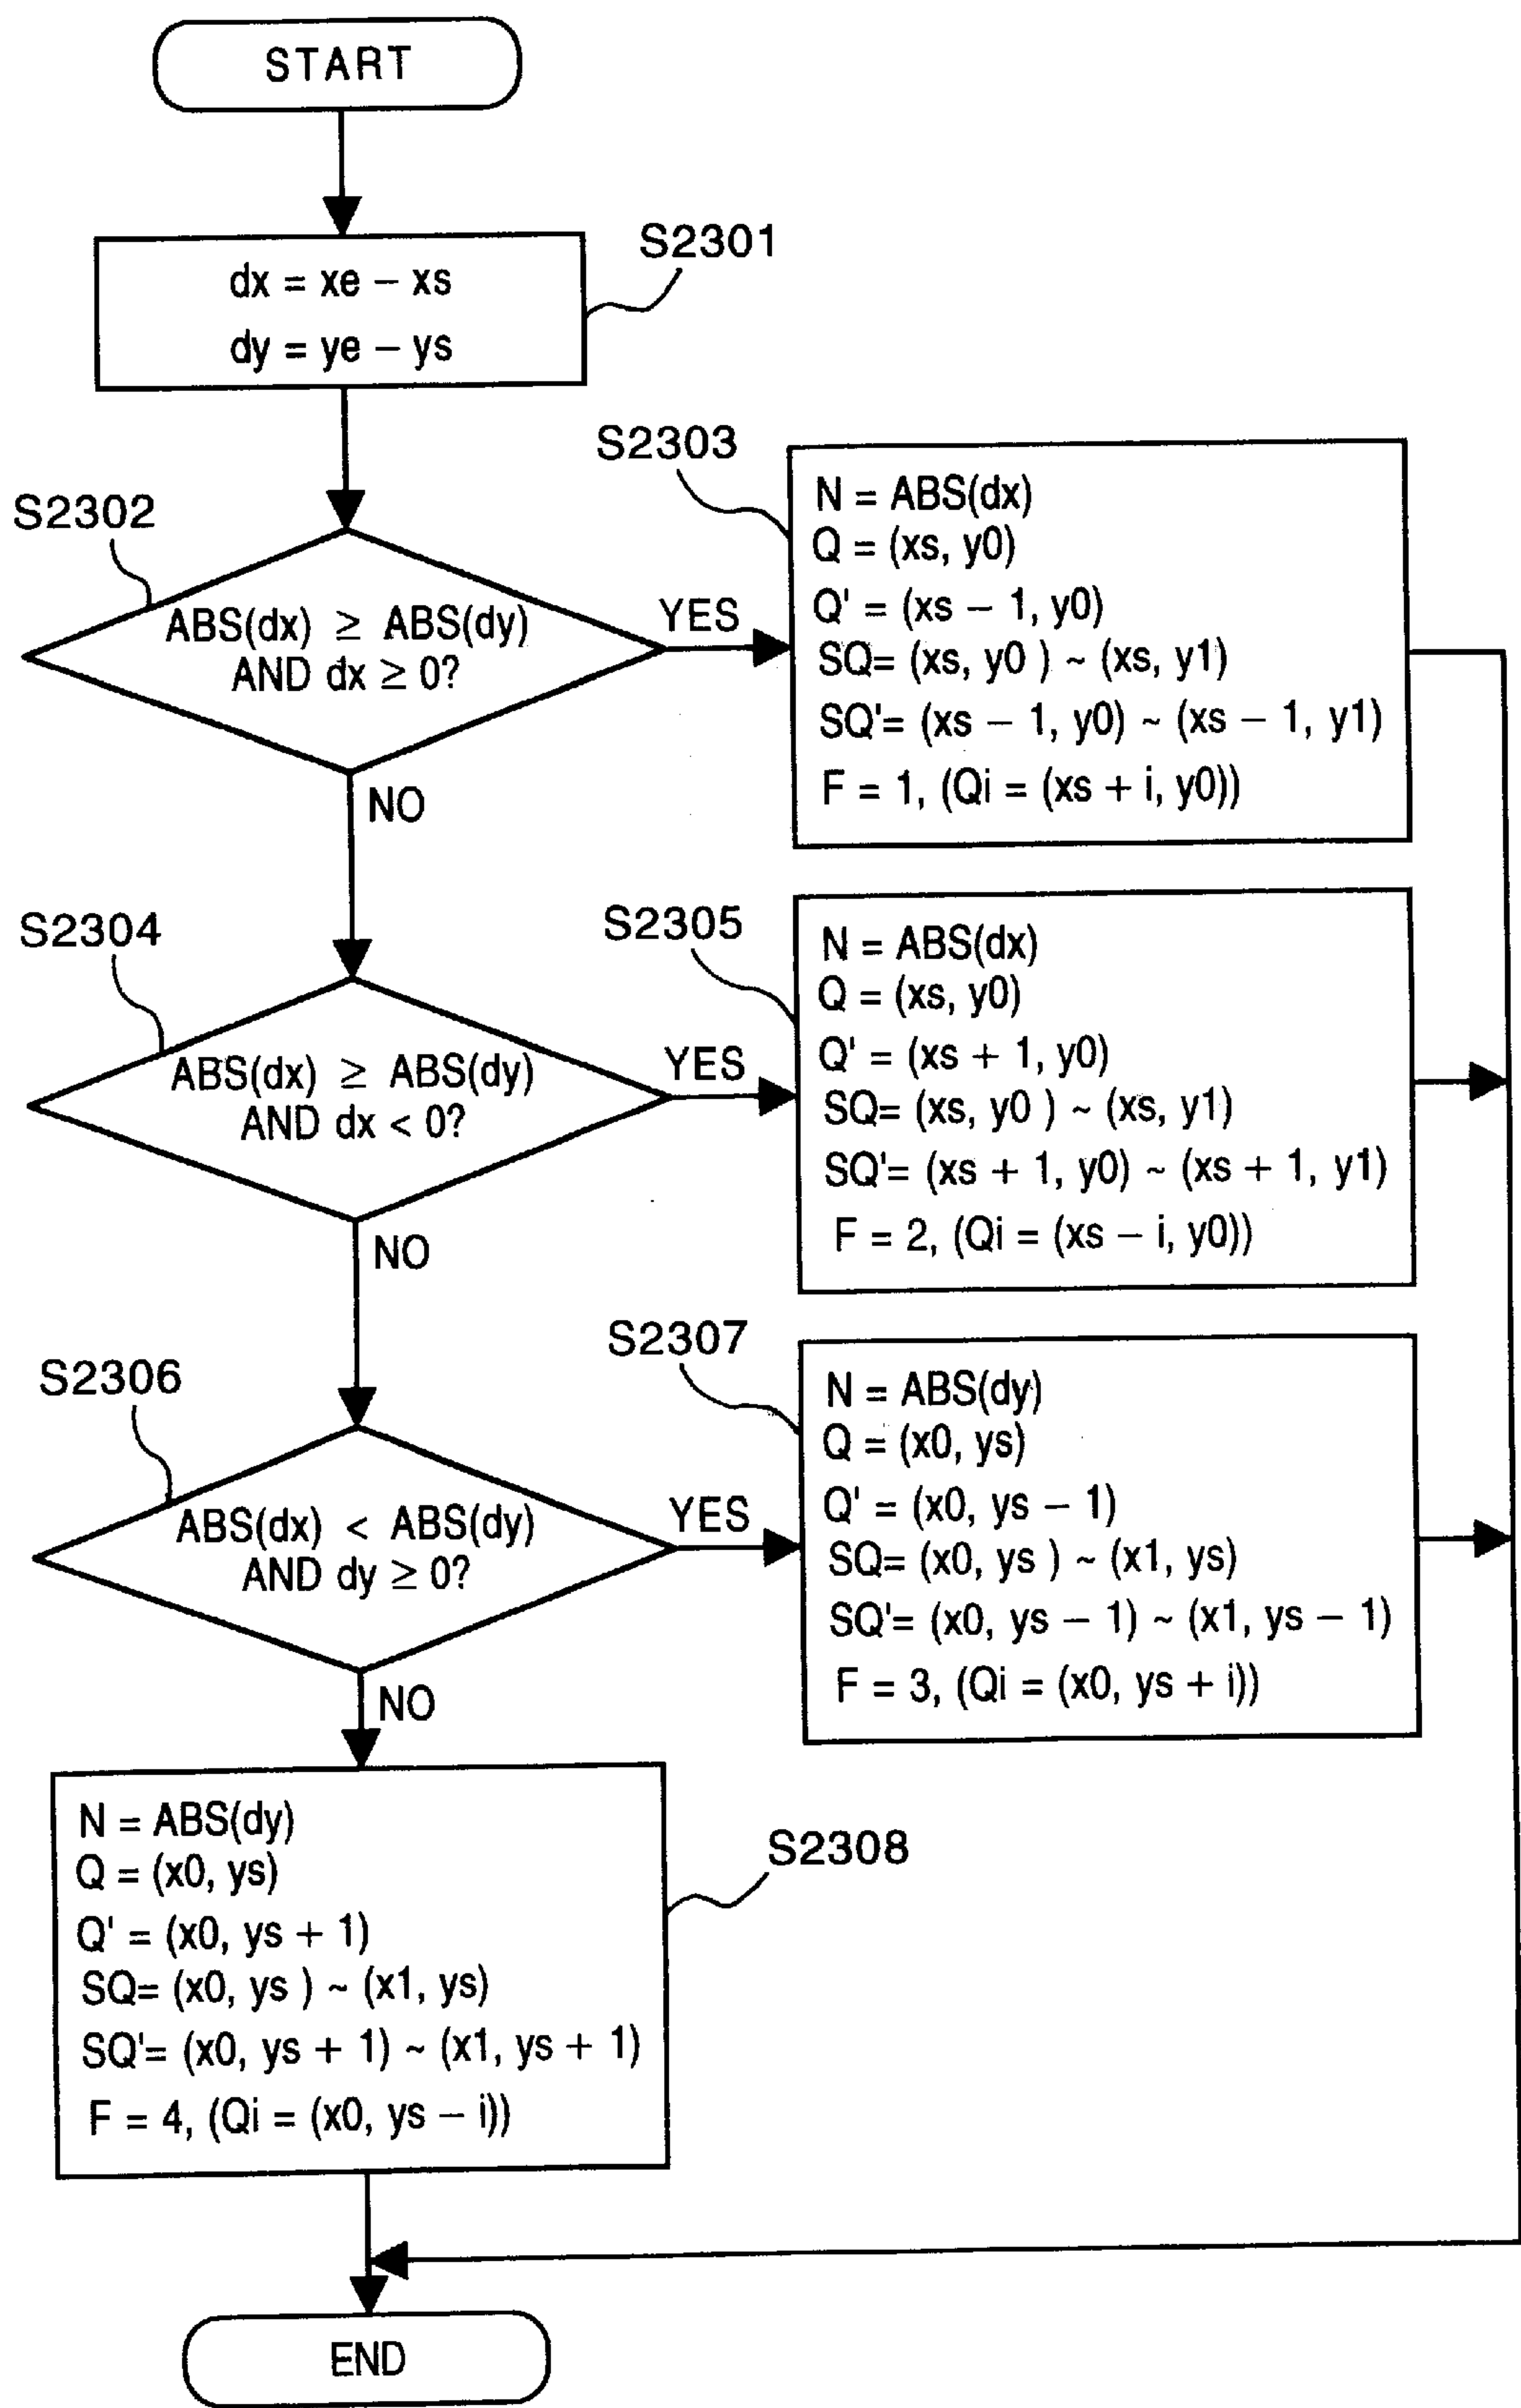 START
S2301
dx = xe – xs
dy = ye – ys
S2302
ABS(dx) ≥ ABS(dy)
AND dx ≥ 0?
YES
NO
S2303
N = ABS(dx)
Q = (xs, y0)
Q' = (xs – 1, y0)
SQ= (xs, y0 ) ~ (xs, y1)
SQ'= (xs – 1, y0) ~ (xs – 1, y1)
F = 1, (Qi = (xs + i, y0))
S2304
ABS(dx) ≥ ABS(dy)
AND dx < 0?
YES
NO
S2305
N = ABS(dx)
Q = (xs, y0)
Q' = (xs + 1, y0)
SQ= (xs, y0 ) ~ (xs, y1)
SQ'= (xs + 1, y0) ~ (xs + 1, y1)
F = 2, (Qi = (xs – i, y0))
S2306
ABS(dx) < ABS(dy)
AND dy ≥ 0?
YES
NO
S2307
N = ABS(dy)
Q = (x0, ys)
Q' = (x0, ys – 1)
SQ= (x0, ys ) ~ (x1, ys)
SQ'= (x0, ys – 1) ~ (x1, ys – 1)
F = 3, (Qi = (x0, ys + i))
S2308
N = ABS(dy)
Q = (x0, ys)
Q' = (x0, ys + 1)
SQ= (x0, ys ) ~ (x1, ys)
SQ'= (x0, ys + 1) ~ (x1, ys + 1)
F = 4, (Qi = (x0, ys – i))
END